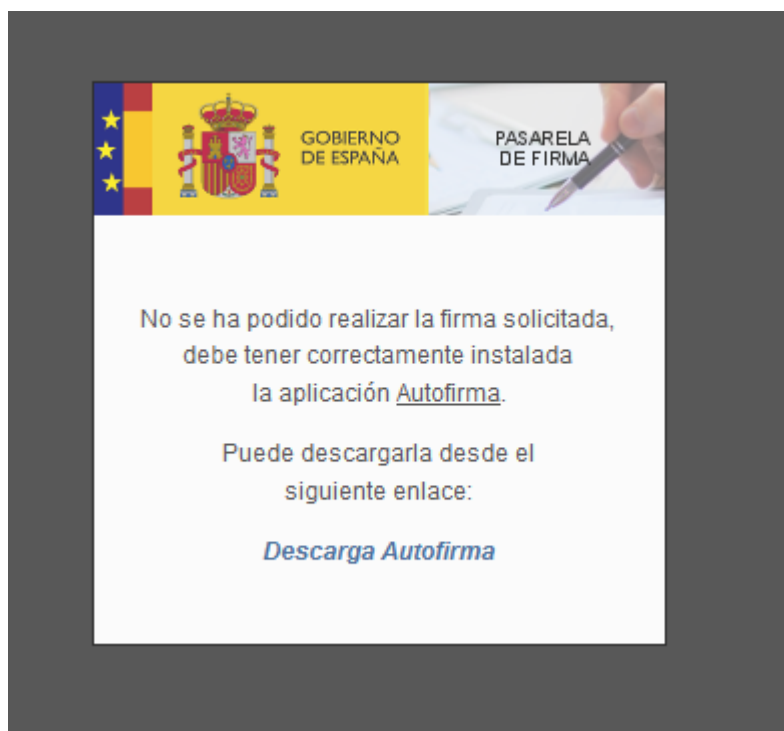 GOBIERNO
DE ESPAÑA
PASARELA
DE FIRMA
No se ha podido realizar la firma solicitada,
debe tener correctamente instalada
la aplicación Autofirma.
Puede descargarla desde el
siguiente enlace:
Descarga Autofirma